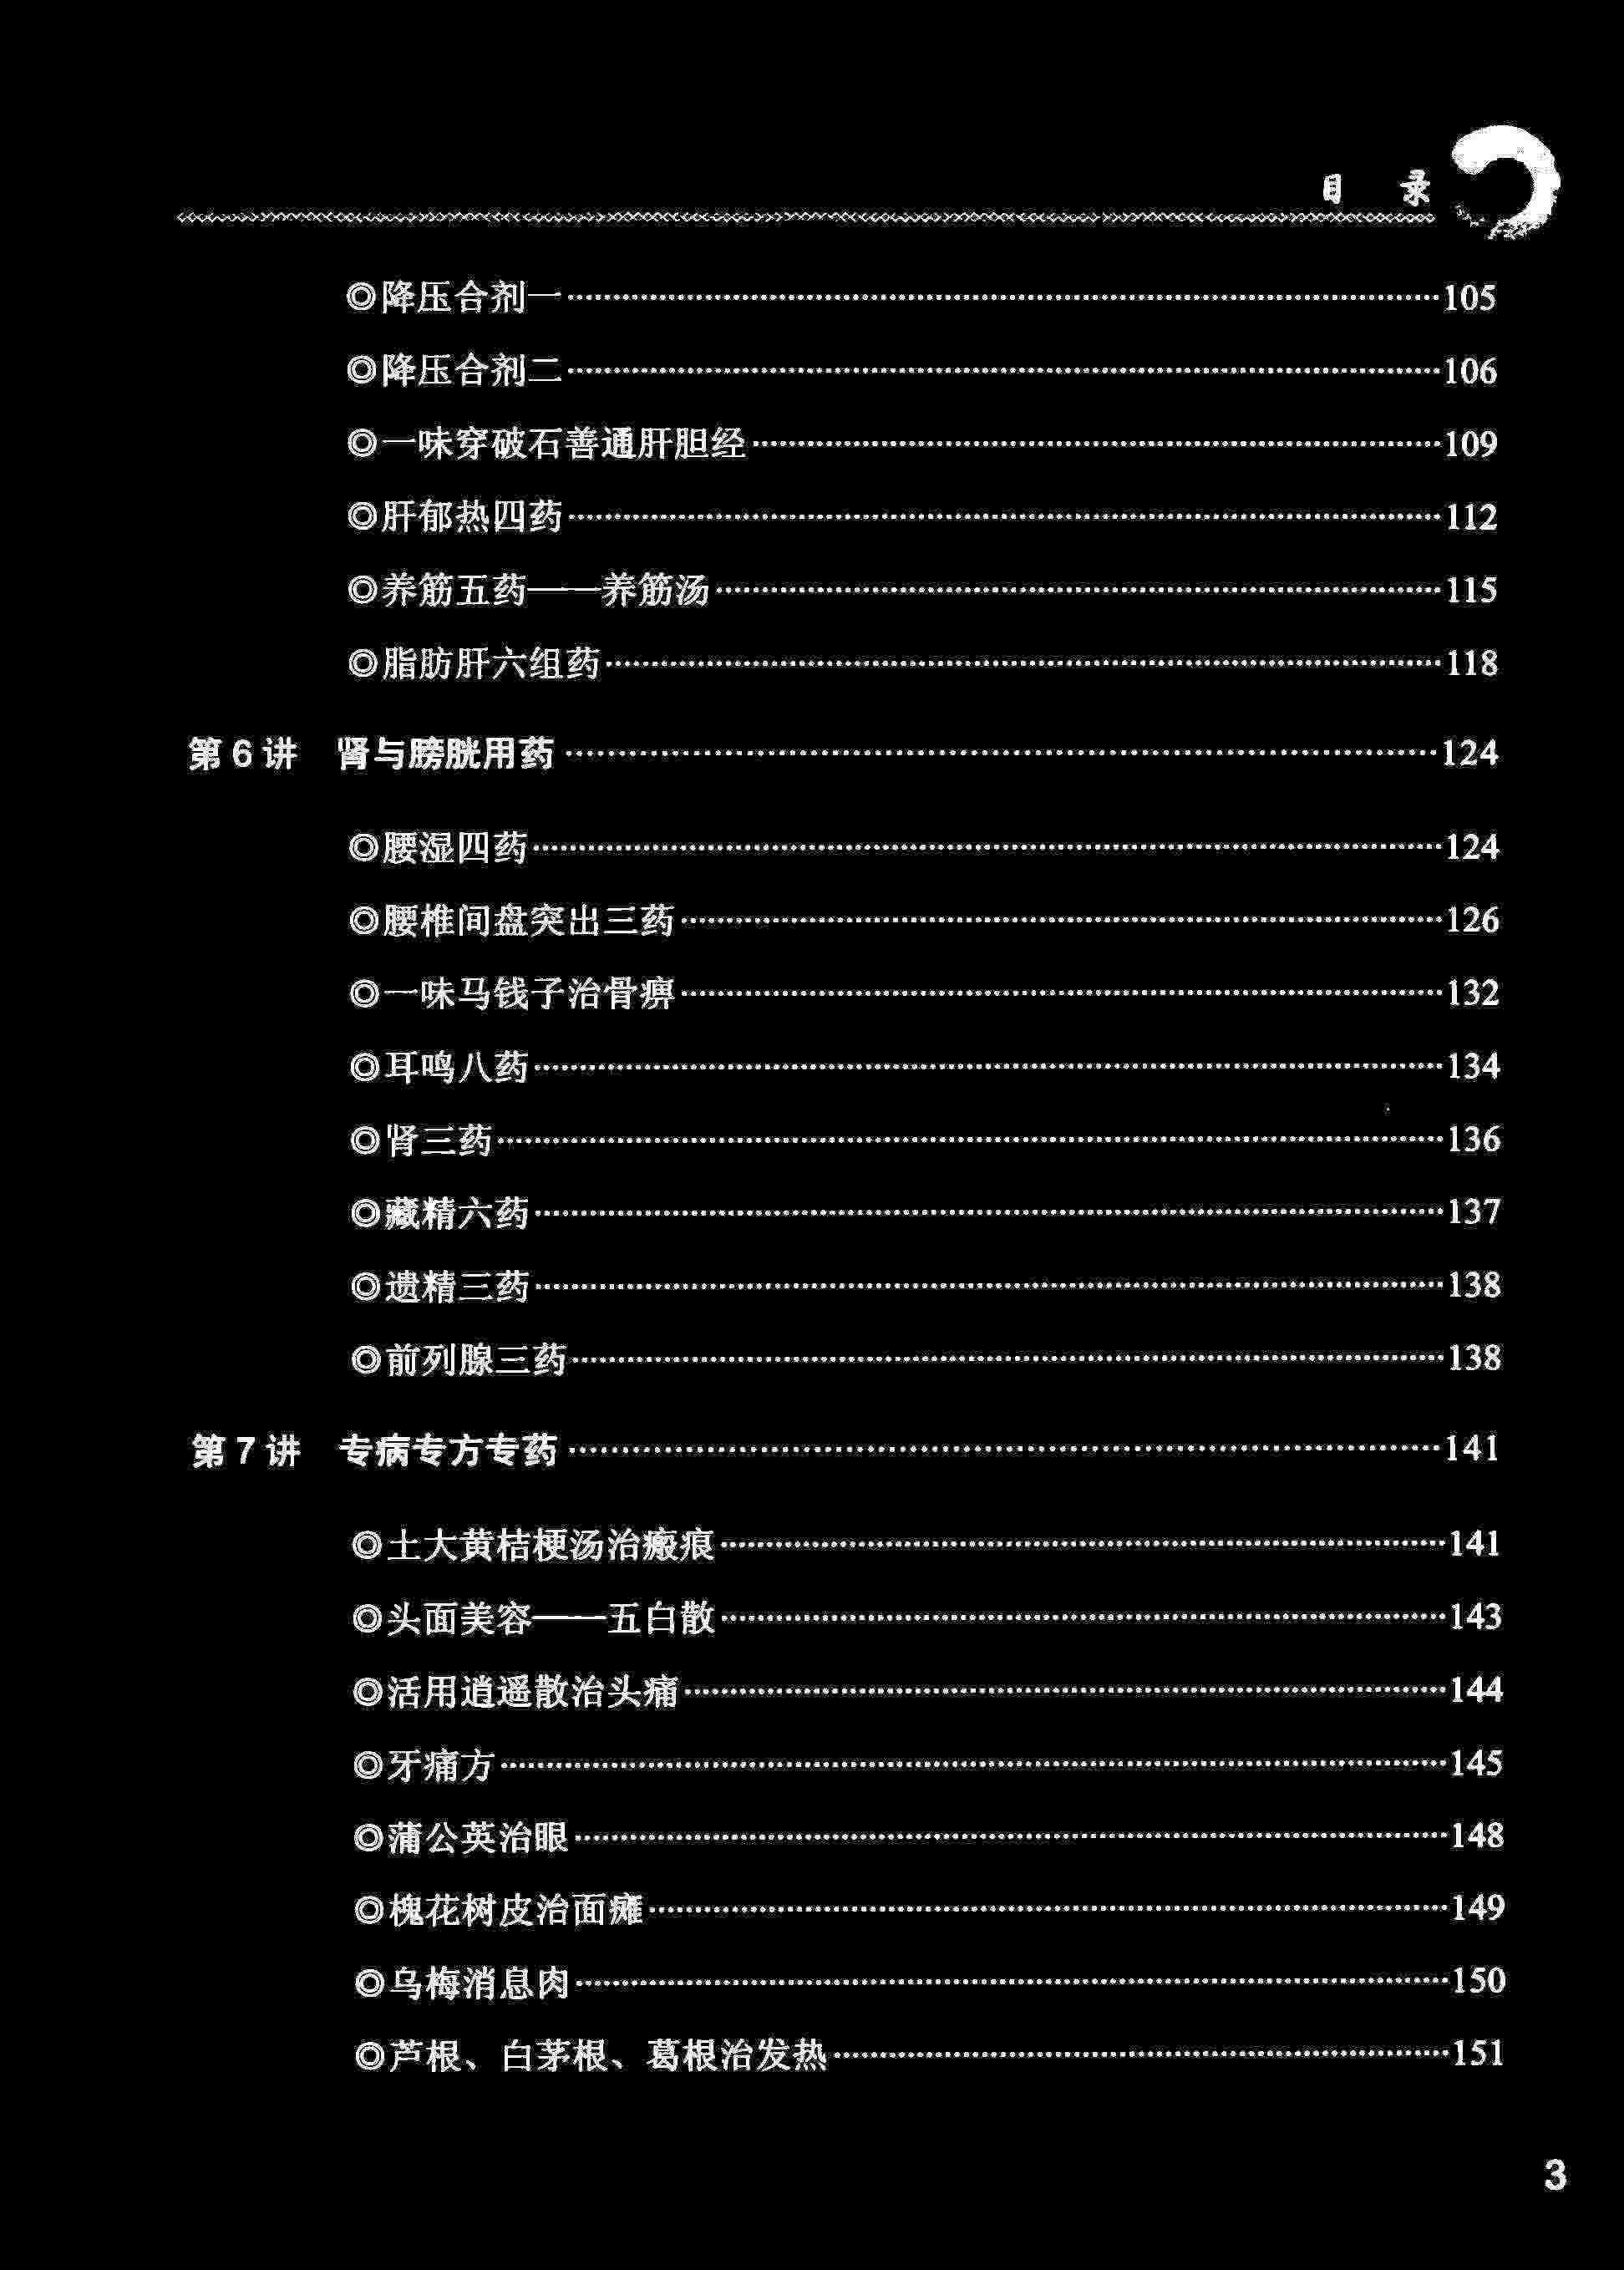 目 录
◎降压合剂一······105
◎降压合剂二······106
◎一味穿破石善通肝胆经······109
◎肝郁热四药······112
◎养筋五药——养筋汤······115
◎脂肪肝六组药······118
第6讲 肾与膀胱用药······124
◎腰湿四药······124
◎腰椎间盘突出三药······126
◎一味马钱子治骨痹······132
◎耳鸣八药······134
◎肾三药······136
◎藏精六药······137
◎遗精三药······138
◎前列腺三药······138
第7讲 专病专方专药······141
◎土大黄桔梗汤治瘢痕······141
◎头面美容——五白散······143
◎活用逍遥散治头痛······144
◎牙痛方······145
◎蒲公英治眼······148
◎槐花树皮治面瘫······149
◎乌梅消息肉······150
◎芦根、白茅根、葛根治发热······151
3